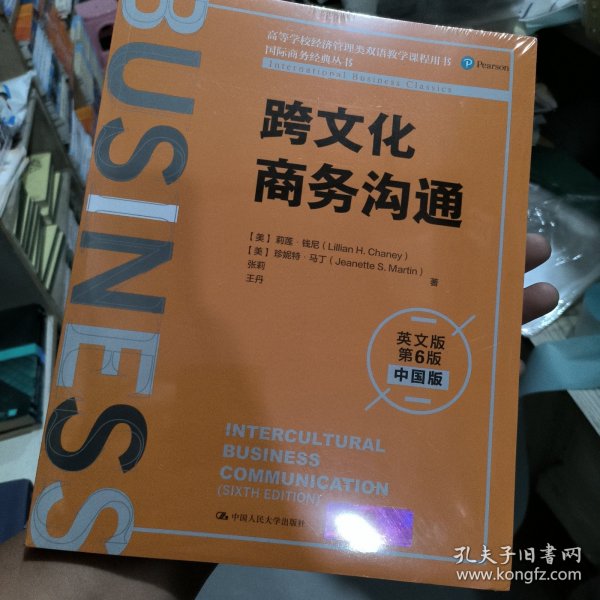 BUSINESS
高等学校经济管理类双语教学课程用书
国际商务经典丛书
International Business Classics
Pearson
跨文化
商务沟通
【美】莉莲·钱尼(Lillian H. Chaney)
【美】珍妮特·马丁(Jeanette S. Martin)
张莉
王丹
著
英文版
第6版
中国版
INTERCULTURAL
BUSINESS
COMMUNICATION
(SIXTH EDITION)
中国人民大学出版社
孔夫子旧书网
www.kongfz.com